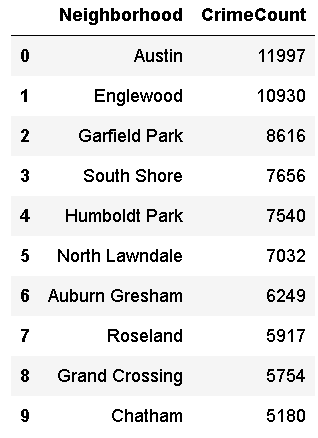 Neighborhood CrimeCount
0 Austin 11997
1 Englewood 10930
2 Garfield Park 8616
3 South Shore 7656
4 Humboldt Park 7540
5 North Lawndale 7032
6 Auburn Gresham 6249
7 Roseland 5917
8 Grand Crossing 5754
9 Chatham 5180